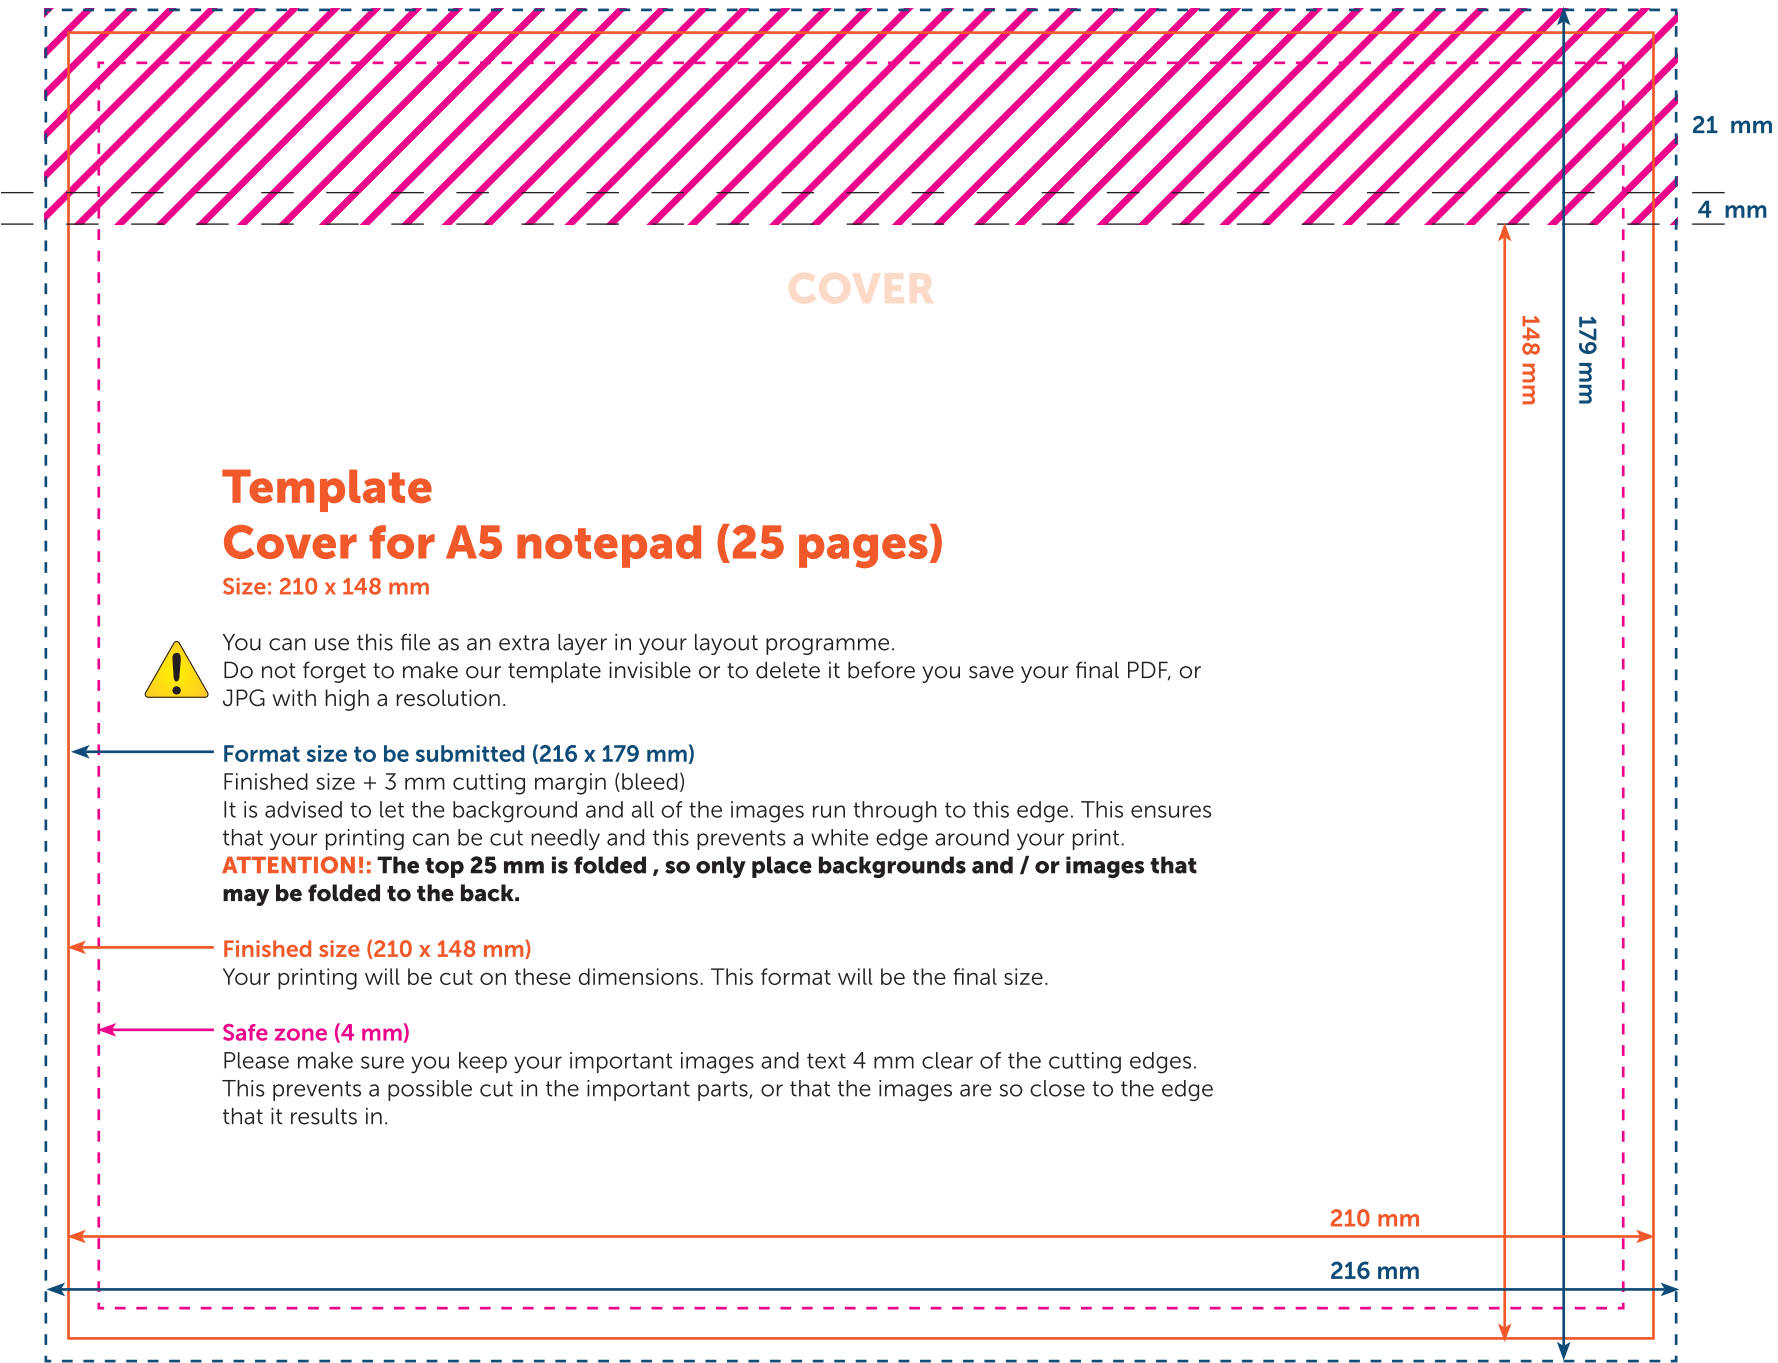 21 mm
4 mm
COVER
148 mm
179 mm
Template
Cover for A5 notepad (25 pages)
Size: 210 x 148 mm
You can use this file as an extra layer in your layout programme.
Do not forget to make our template invisible or to delete it before you save your final PDF, or
JPG with high a resolution.
Format size to be submitted (216 x 179 mm)
Finished size + 3 mm cutting margin (bleed)
It is advised to let the background and all of the images run through to this edge. This ensures
that your printing can be cut needly and this prevents a white edge around your print.
ATTENTION!: The top 25 mm is folded , so only place backgrounds and / or images that
may be folded to the back.
Finished size (210 x 148 mm)
Your printing will be cut on these dimensions. This format will be the final size.
Safe zone (4 mm)
Please make sure you keep your important images and text 4 mm clear of the cutting edges.
This prevents a possible cut in the important parts, or that the images are so close to the edge
that it results in.
210 mm
216 mm